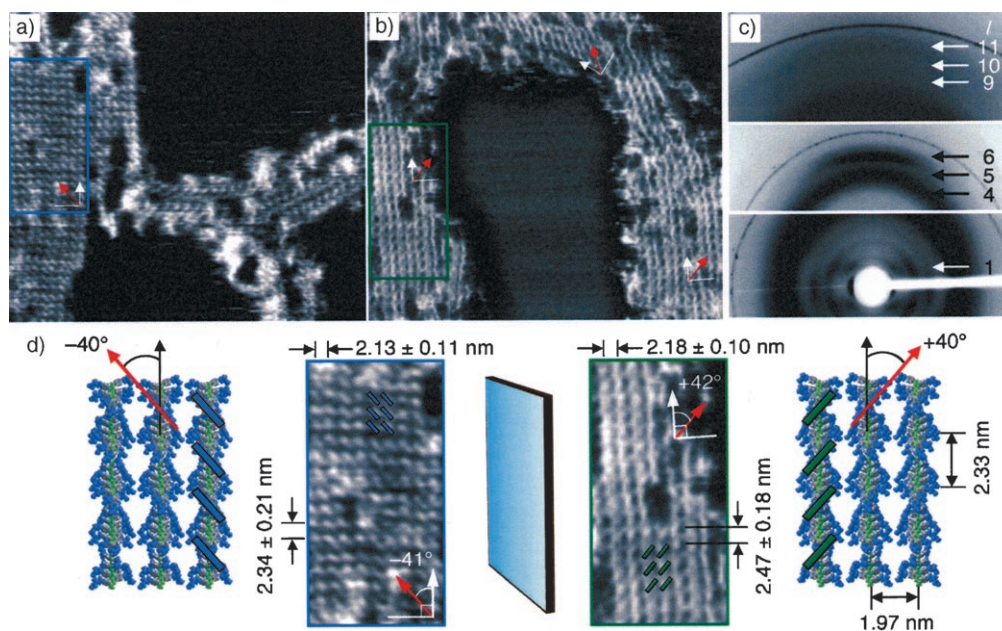 a)
b)
c)
l
11
10
9
6
5
4
1
d)
−40°
2.13 ± 0.11 nm
2.34 ± 0.21 nm
−41°
2.18 ± 0.10 nm
+42°
2.47 ± 0.18 nm
+40°
2.33 nm
1.97 nm